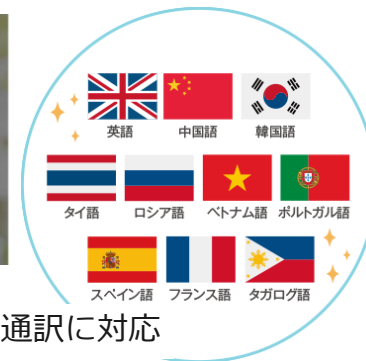 英語 中国語 韓国語
タイ語 ロシア語 ベトナム語 ポルトガル語
スペイン語 フランス語 タガログ語
通訳に対応